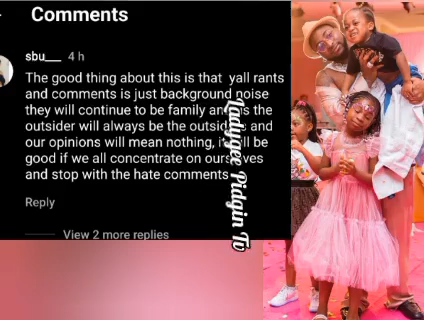 Comments
sbu__ 4 h
The good thing about this is that yall rants
and comments is just background noise
they will continue to be family and us the
outsider will always be the outsider and
our opinions will mean nothing, it'll be
good if we all concentrate on ourselves
and stop with the hate comments
Reply
View 2 more replies
Ladygee Pidgin Tv